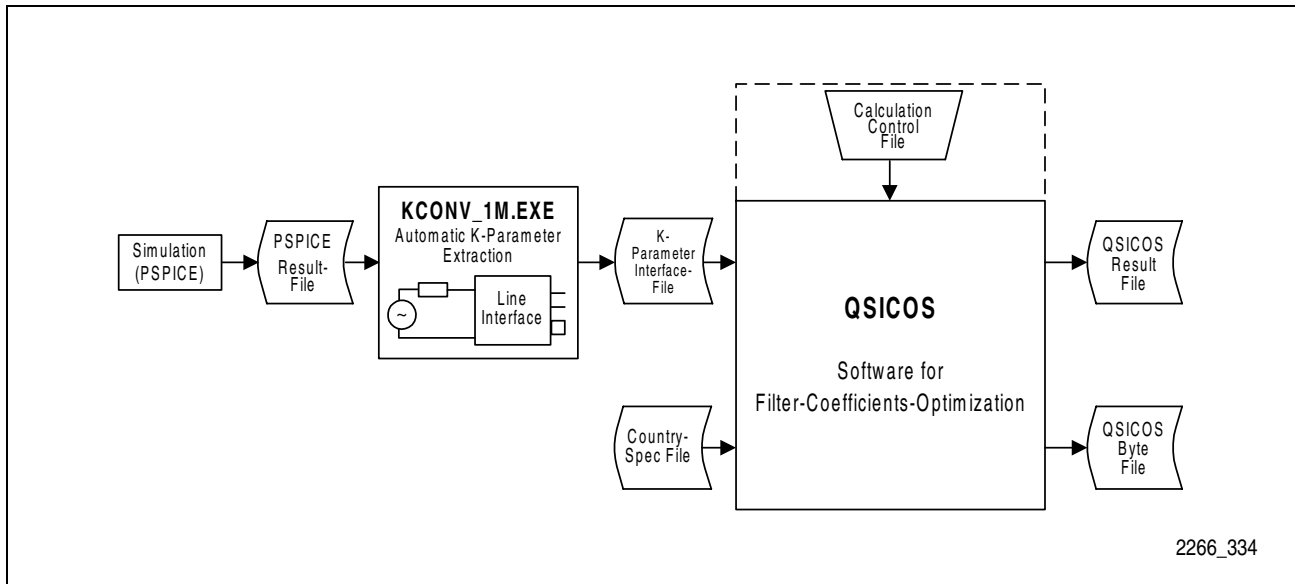 Simulation
(PSPICE)
PSPICE
Result-
File
KCONV_1M.EXE
Automatic K-Parameter
Extraction
~
Line
Interface
K-
Parameter
Interface-
File
Calculation
Control
File
QSICOS
Software for
Filter-Coefficients-Optimization
Country-
Spec File
QSICOS
Result
File
QSICOS
Byte
File
2266_334